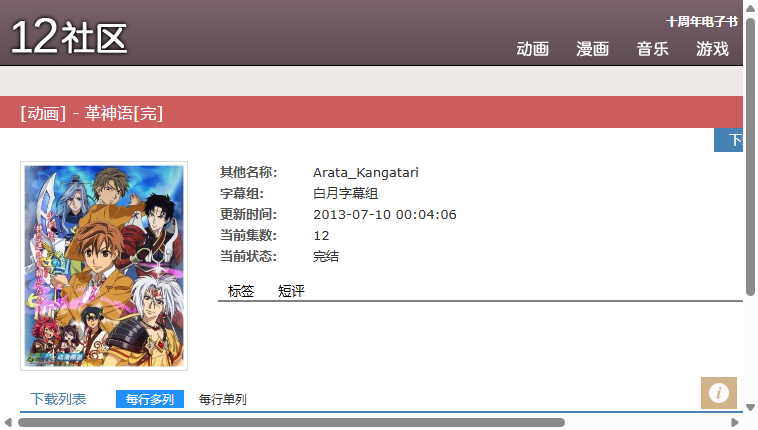 12社区
十周年电子书
动画 漫画 音乐 游戏
[动画] - 革神语[完]
其他名称: Arata_Kangatari
字幕组: 白月字幕组
更新时间: 2013-07-10 00:04:06
当前集数: 12
当前状态: 完结
标签 短评
下载列表 每行多列 每行单列